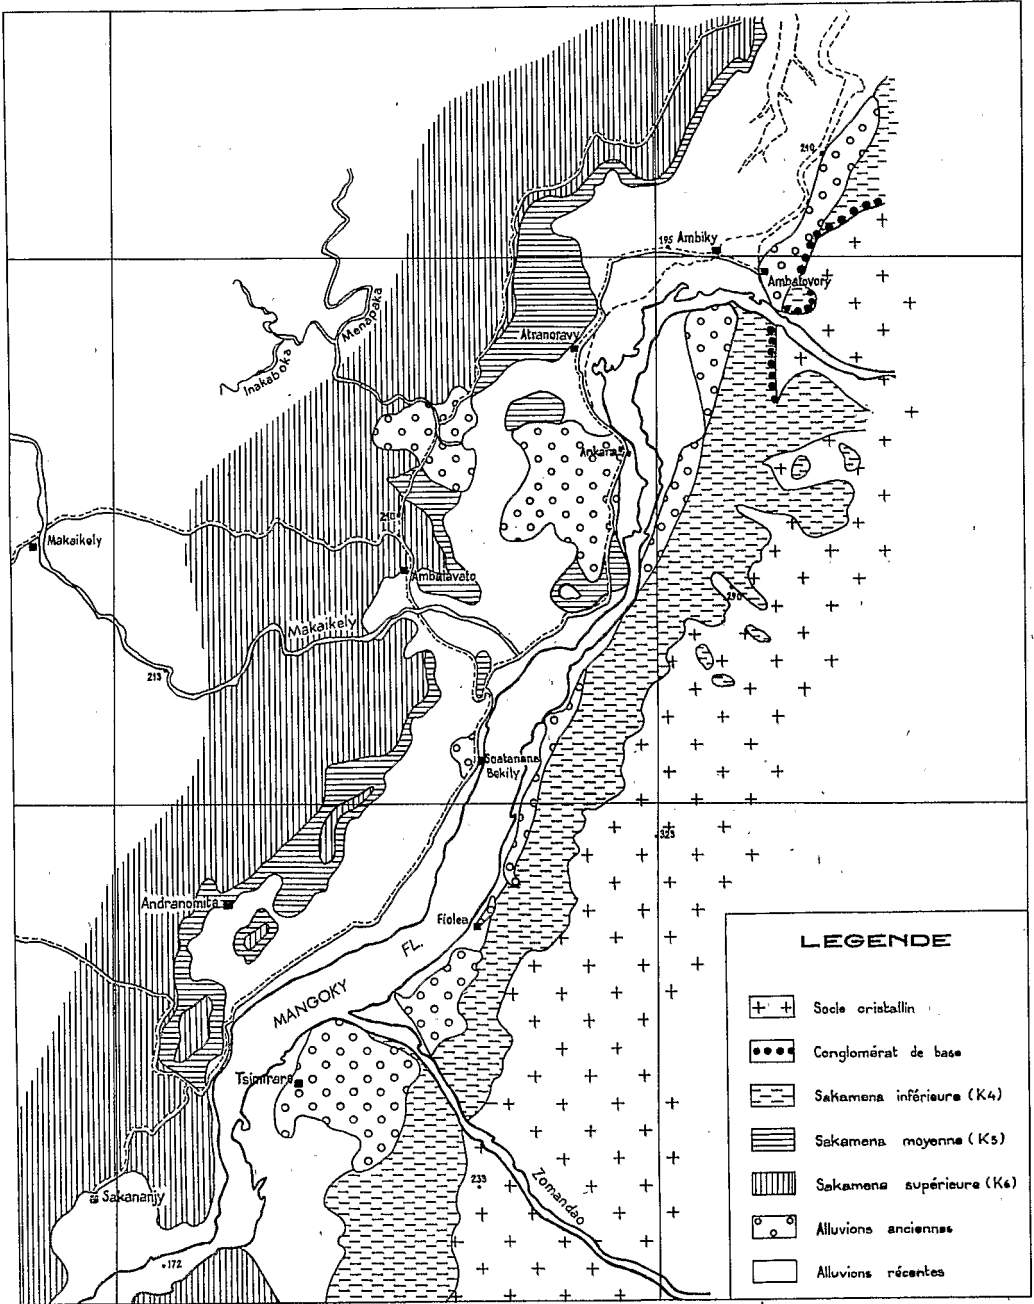 210
195 Ambiky
Ambatovory
Menapaka
Inakaboka
Atranoravy
Ankara
210
Makaikely
Ambalavato
290
Makaikely
213
Soatanana
Bekily
323
Andranomita
Fiolea
MANGOKY FL.
Tsimirara
233
Zomandao
Sakananjy
172
LEGENDE
Socle cristallin
Conglomérat de base
Sakamena inférieure (K4)
Sakamena moyenne (K5)
Sakamena supérieure (K6)
Alluvions anciennes
Alluvions récentes